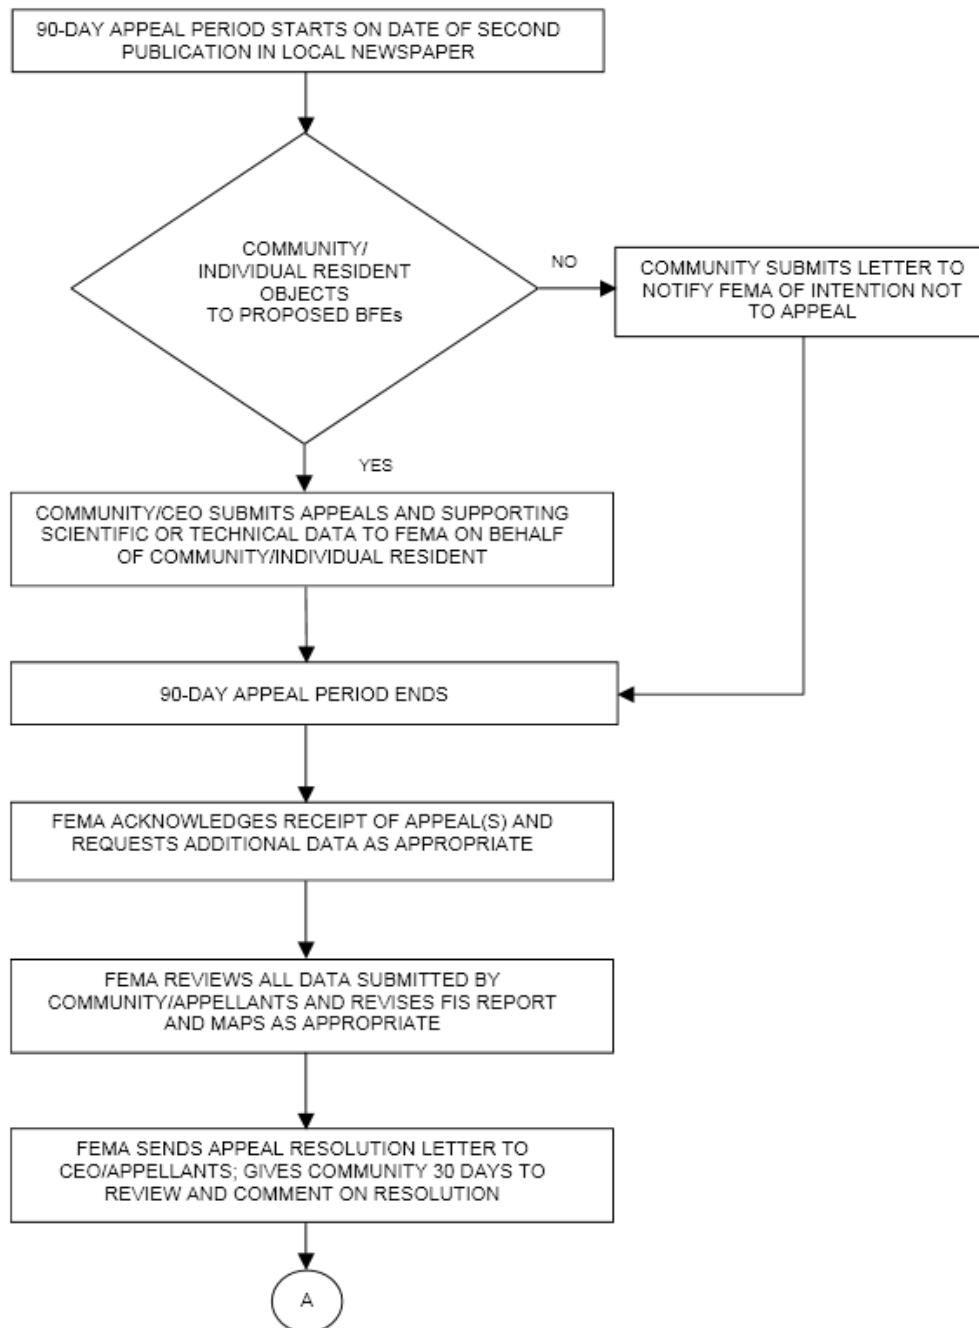 90-DAY APPEAL PERIOD STARTS ON DATE OF SECOND
PUBLICATION IN LOCAL NEWSPAPER
COMMUNITY/
INDIVIDUAL RESIDENT
OBJECTS
TO PROPOSED BFEs
NO
COMMUNITY SUBMITS LETTER TO
NOTIFY FEMA OF INTENTION NOT
TO APPEAL
YES
COMMUNITY/CEO SUBMITS APPEALS AND SUPPORTING
SCIENTIFIC OR TECHNICAL DATA TO FEMA ON BEHALF
OF COMMUNITY/INDIVIDUAL RESIDENT
90-DAY APPEAL PERIOD ENDS
FEMA ACKNOWLEDGES RECEIPT OF APPEAL(S) AND
REQUESTS ADDITIONAL DATA AS APPROPRIATE
FEMA REVIEWS ALL DATA SUBMITTED BY
COMMUNITY/APPELLANTS AND REVISES FIS REPORT
AND MAPS AS APPROPRIATE
FEMA SENDS APPEAL RESOLUTION LETTER TO
CEO/APPELLANTS; GIVES COMMUNITY 30 DAYS TO
REVIEW AND COMMENT ON RESOLUTION
A